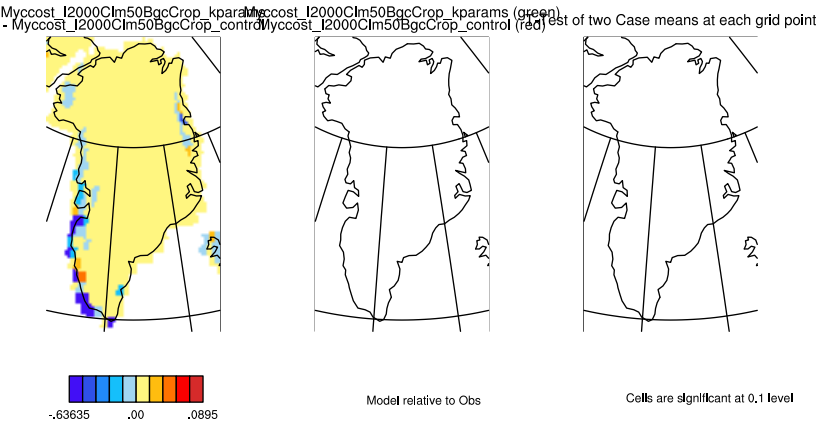 Myccost_I2000Clm50BgcCrop_kparams
- Myccost_I2000Clm50BgcCrop_control
Myccost_I2000Clm50BgcCrop_kparams (green)
Myccost_I2000Clm50BgcCrop_control (red)
T-Test of two Case means at each grid point
-.63635 .00 .0895
Model relative to Obs
Cells are significant at 0.1 level